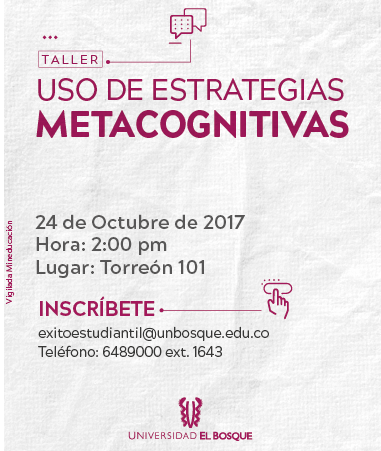 TALLER
USO DE ESTRATEGIAS
METACOGNITIVAS
24 de Octubre de 2017
Hora: 2:00 pm
Lugar: Torreón 101
INSCRÍBETE
exitoestudiantil@unbosque.edu.co
Teléfono: 6489000 ext. 1643
Vigilada Mineducación
UNIVERSIDAD EL BOSQUE